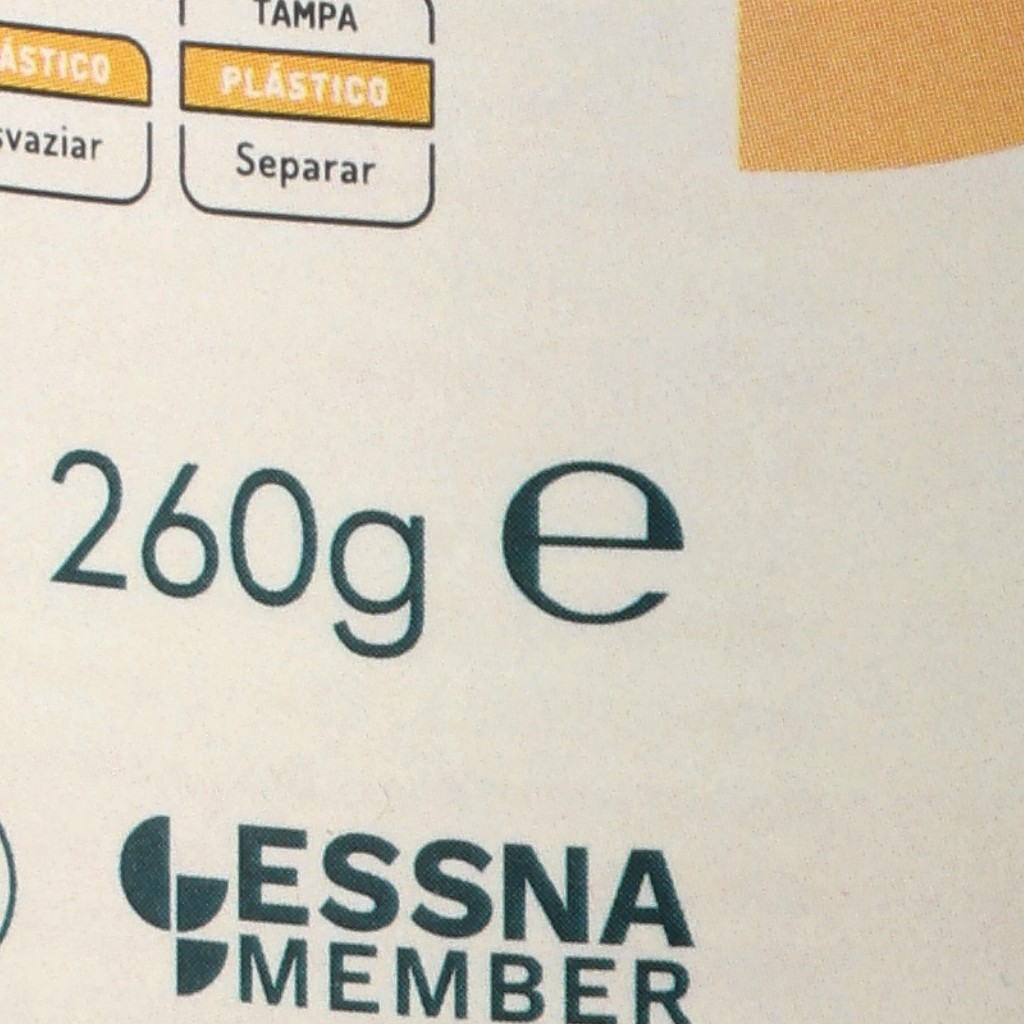 TAMPA
PLÁSTICO
Separar
260g e
ESSNA
MEMBER